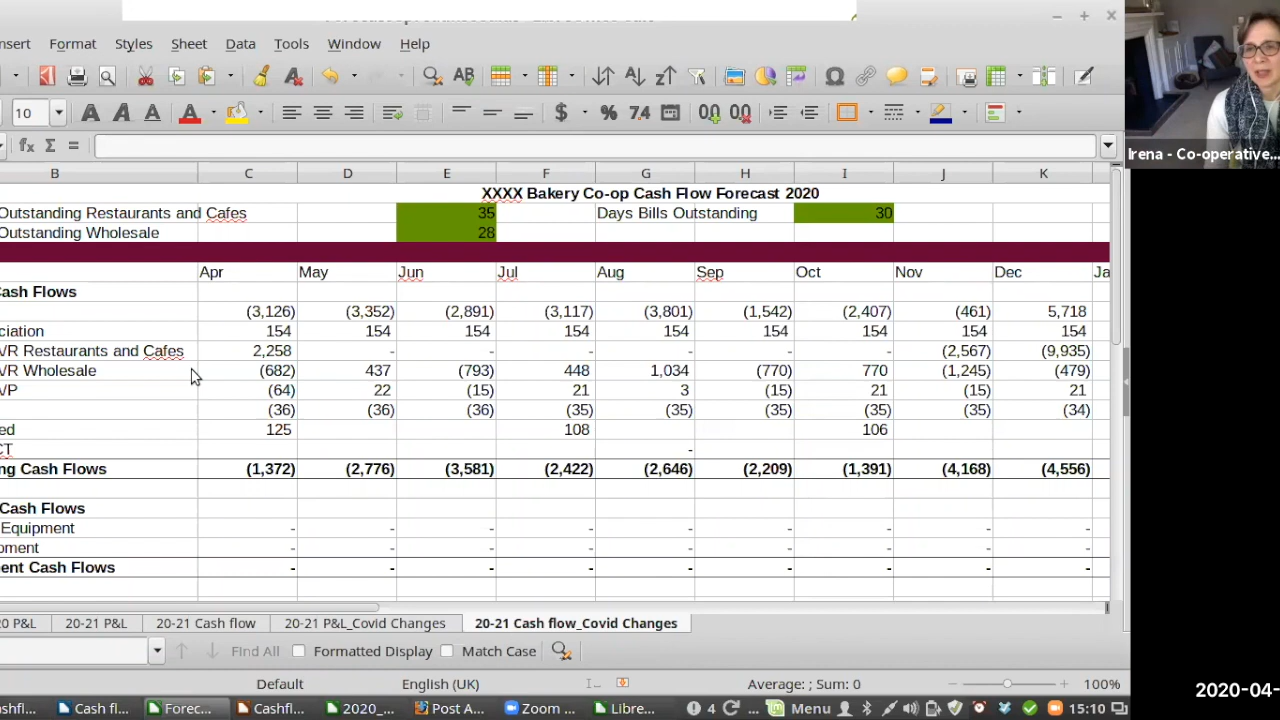 nsert Format Styles Sheet Data Tools Window Help
10
B C D E F G H I J K
XXXX Bakery Co-op Cash Flow Forecast 2020
Outstanding Restaurants and Cafes 35 Days Bills Outstanding 30
Outstanding Wholesale 28
Apr May Jun Jul Aug Sep Oct Nov Dec Ja
Cash Flows
(3,126) (3,352) (2,891) (3,117) (3,801) (1,542) (2,407) (461) 5,718
ciation 154 154 154 154 154 154 154 154 154
VR Restaurants and Cafes 2,258 - - - - - - (2,567) (9,935)
VR Wholesale (682) 437 (793) 448 1,034 (770) 770 (1,245) (479)
VP (64) 22 (15) 21 3 (15) 21 (15) 21
(36) (36) (36) (35) (35) (35) (35) (35) (34)
ed 125 108 106
CT -
ng Cash Flows (1,372) (2,776) (3,581) (2,422) (2,646) (2,209) (1,391) (4,168) (4,556)
Cash Flows
Equipment - - - - - - - - -
pment - - - - - - - - -
ent Cash Flows - - - - - - - - -
0 P&L 20-21 P&L 20-21 Cash flow 20-21 P&L_Covid Changes 20-21 Cash flow_Covid Changes
Find All Formatted Display Match Case
Default English (UK) Average: ; Sum: 0 100%
ashfl... Cash fl... Forec... Cashfl... 2020_... Post A... Zoom ... Libre... 4 ... Menu 15:10
Irena - Co-operative...
2020-04-